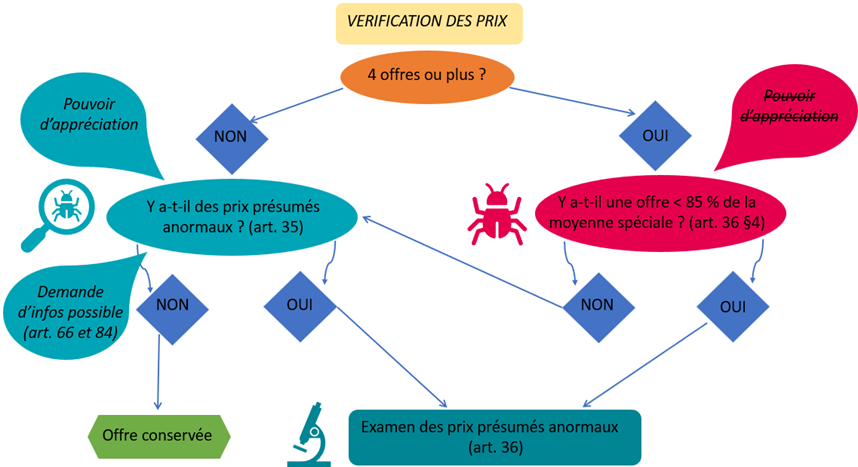 VERIFICATION DES PRIX
4 offres ou plus ?
Pouvoir
d'appréciation
Pouvoir
d'appréciation
NON
OUI
Y a-t-il des prix présumés
anormaux ? (art. 35)
Y a-t-il une offre < 85 % de la
moyenne spéciale ? (art. 36 §4)
Demande
d'infos possible
(art. 66 et 84)
NON
OUI
NON
OUI
Offre conservée
Examen des prix présumés anormaux
(art. 36)